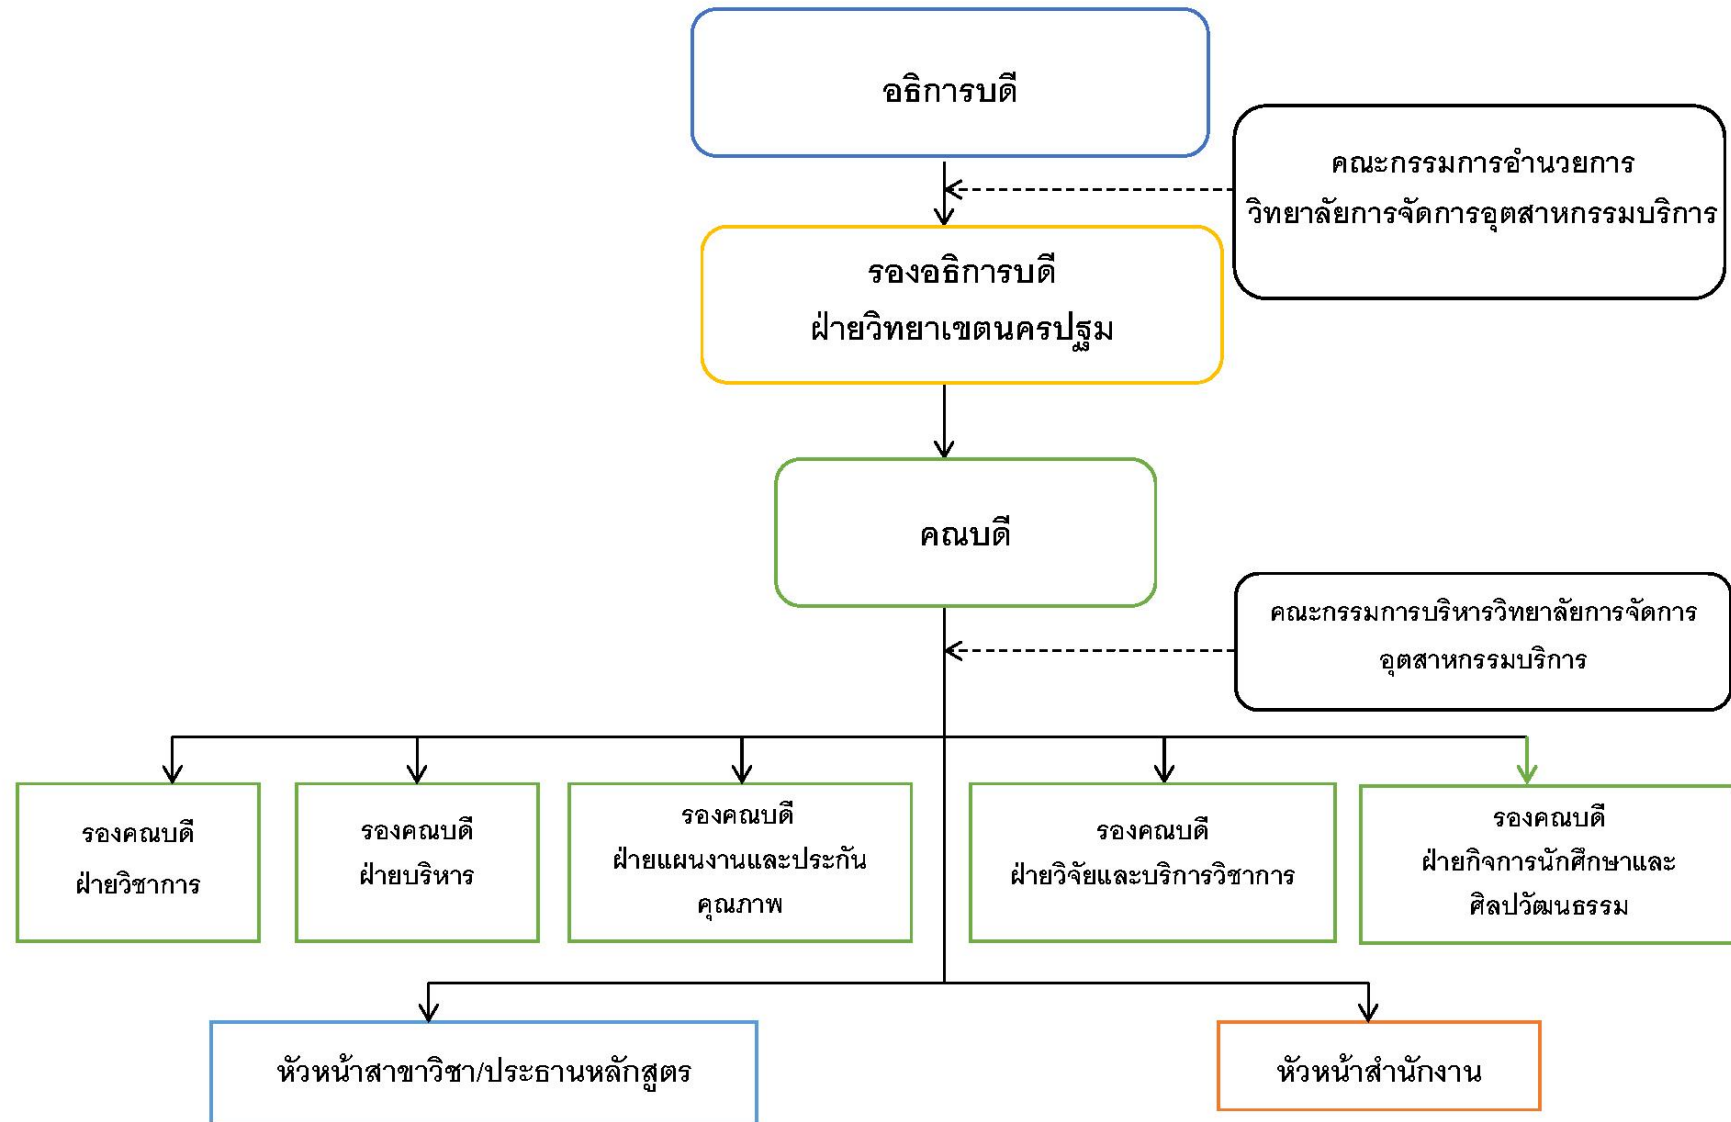 อธิการบดี
คณะกรรมการอำนวยการ
วิทยาลัยการจัดการอุตสาหกรรมบริการ
รองอธิการบดี
ฝ่ายวิทยาเขตนครปฐม
คณบดี
คณะกรรมการบริหารวิทยาลัยการจัดการ
อุตสาหกรรมบริการ
รองคณบดี
ฝ่ายวิชาการ
รองคณบดี
ฝ่ายบริหาร
รองคณบดี
ฝ่ายแผนงานและประกัน
คุณภาพ
รองคณบดี
ฝ่ายวิจัยและบริการวิชาการ
รองคณบดี
ฝ่ายกิจการนักศึกษาและ
ศิลปวัฒนธรรม
หัวหน้าสาขาวิชา/ประธานหลักสูตร
หัวหน้าสำนักงาน